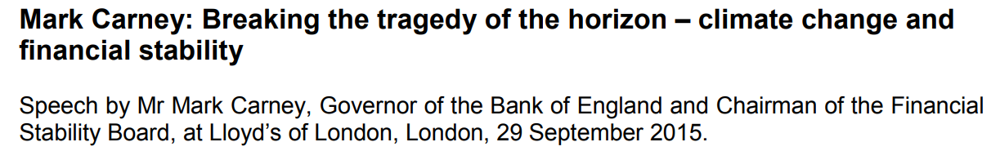 Mark Carney: Breaking the tragedy of the horizon – climate change and
financial stability
Speech by Mr Mark Carney, Governor of the Bank of England and Chairman of the Financial
Stability Board, at Lloyd’s of London, London, 29 September 2015.